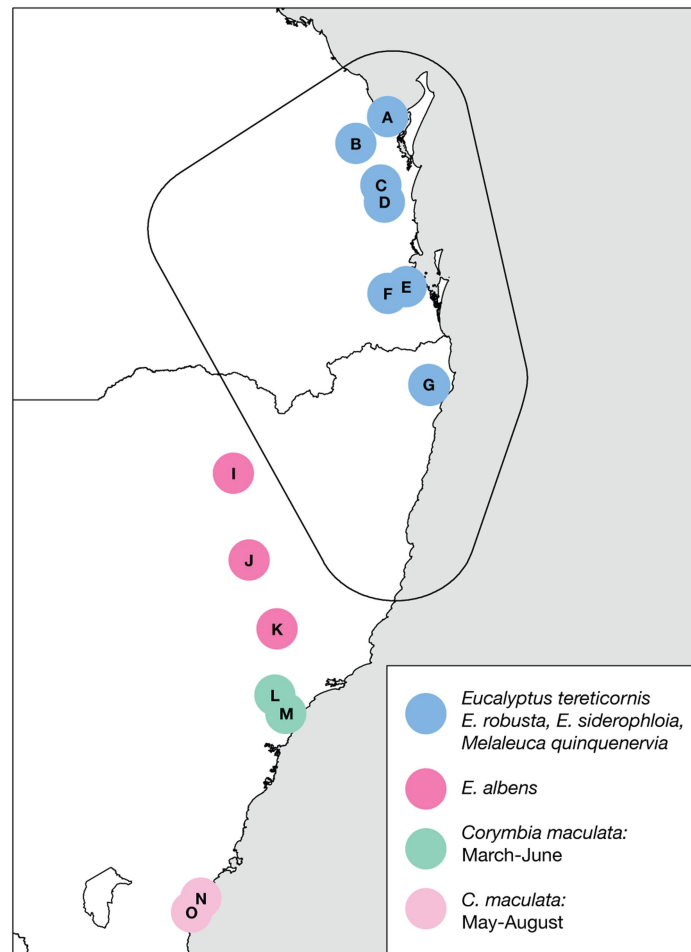 A
B
C
D
E
F
G
I
J
K
L
M
N
O
Eucalyptus tereticornis
E. robusta, E. siderophloia,
Melaleuca quinquenervia
E. albens
Corymbia maculata:
March-June
C. maculata:
May-August